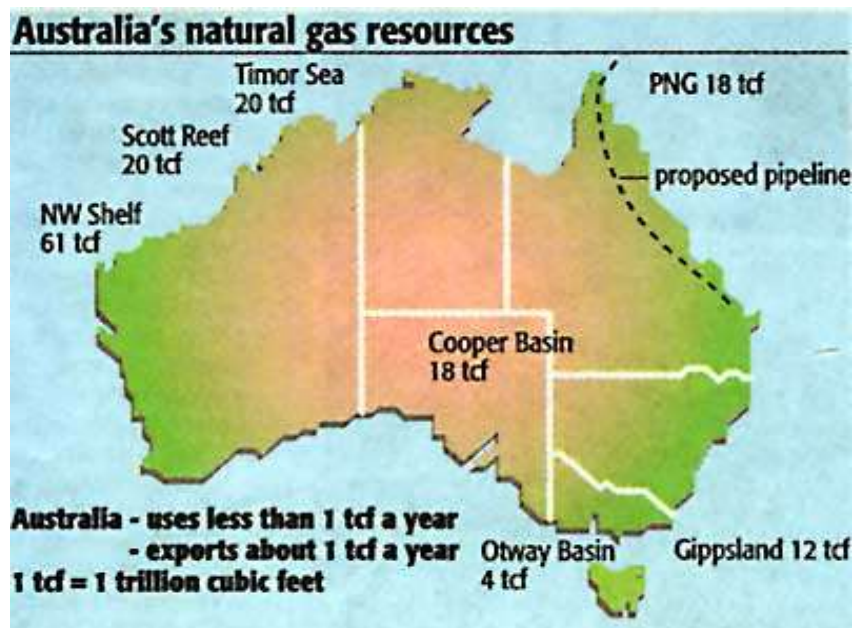 Australia's natural gas resources
Timor Sea
20 tcf
PNG 18 tcf
Scott Reef
20 tcf
proposed pipeline
NW Shelf
61 tcf
Cooper Basin
18 tcf
Australia - uses less than 1 tcf a year
- exports about 1 tcf a year
1 tcf = 1 trillion cubic feet
Otway Basin
4 tcf
Gippsland 12 tcf